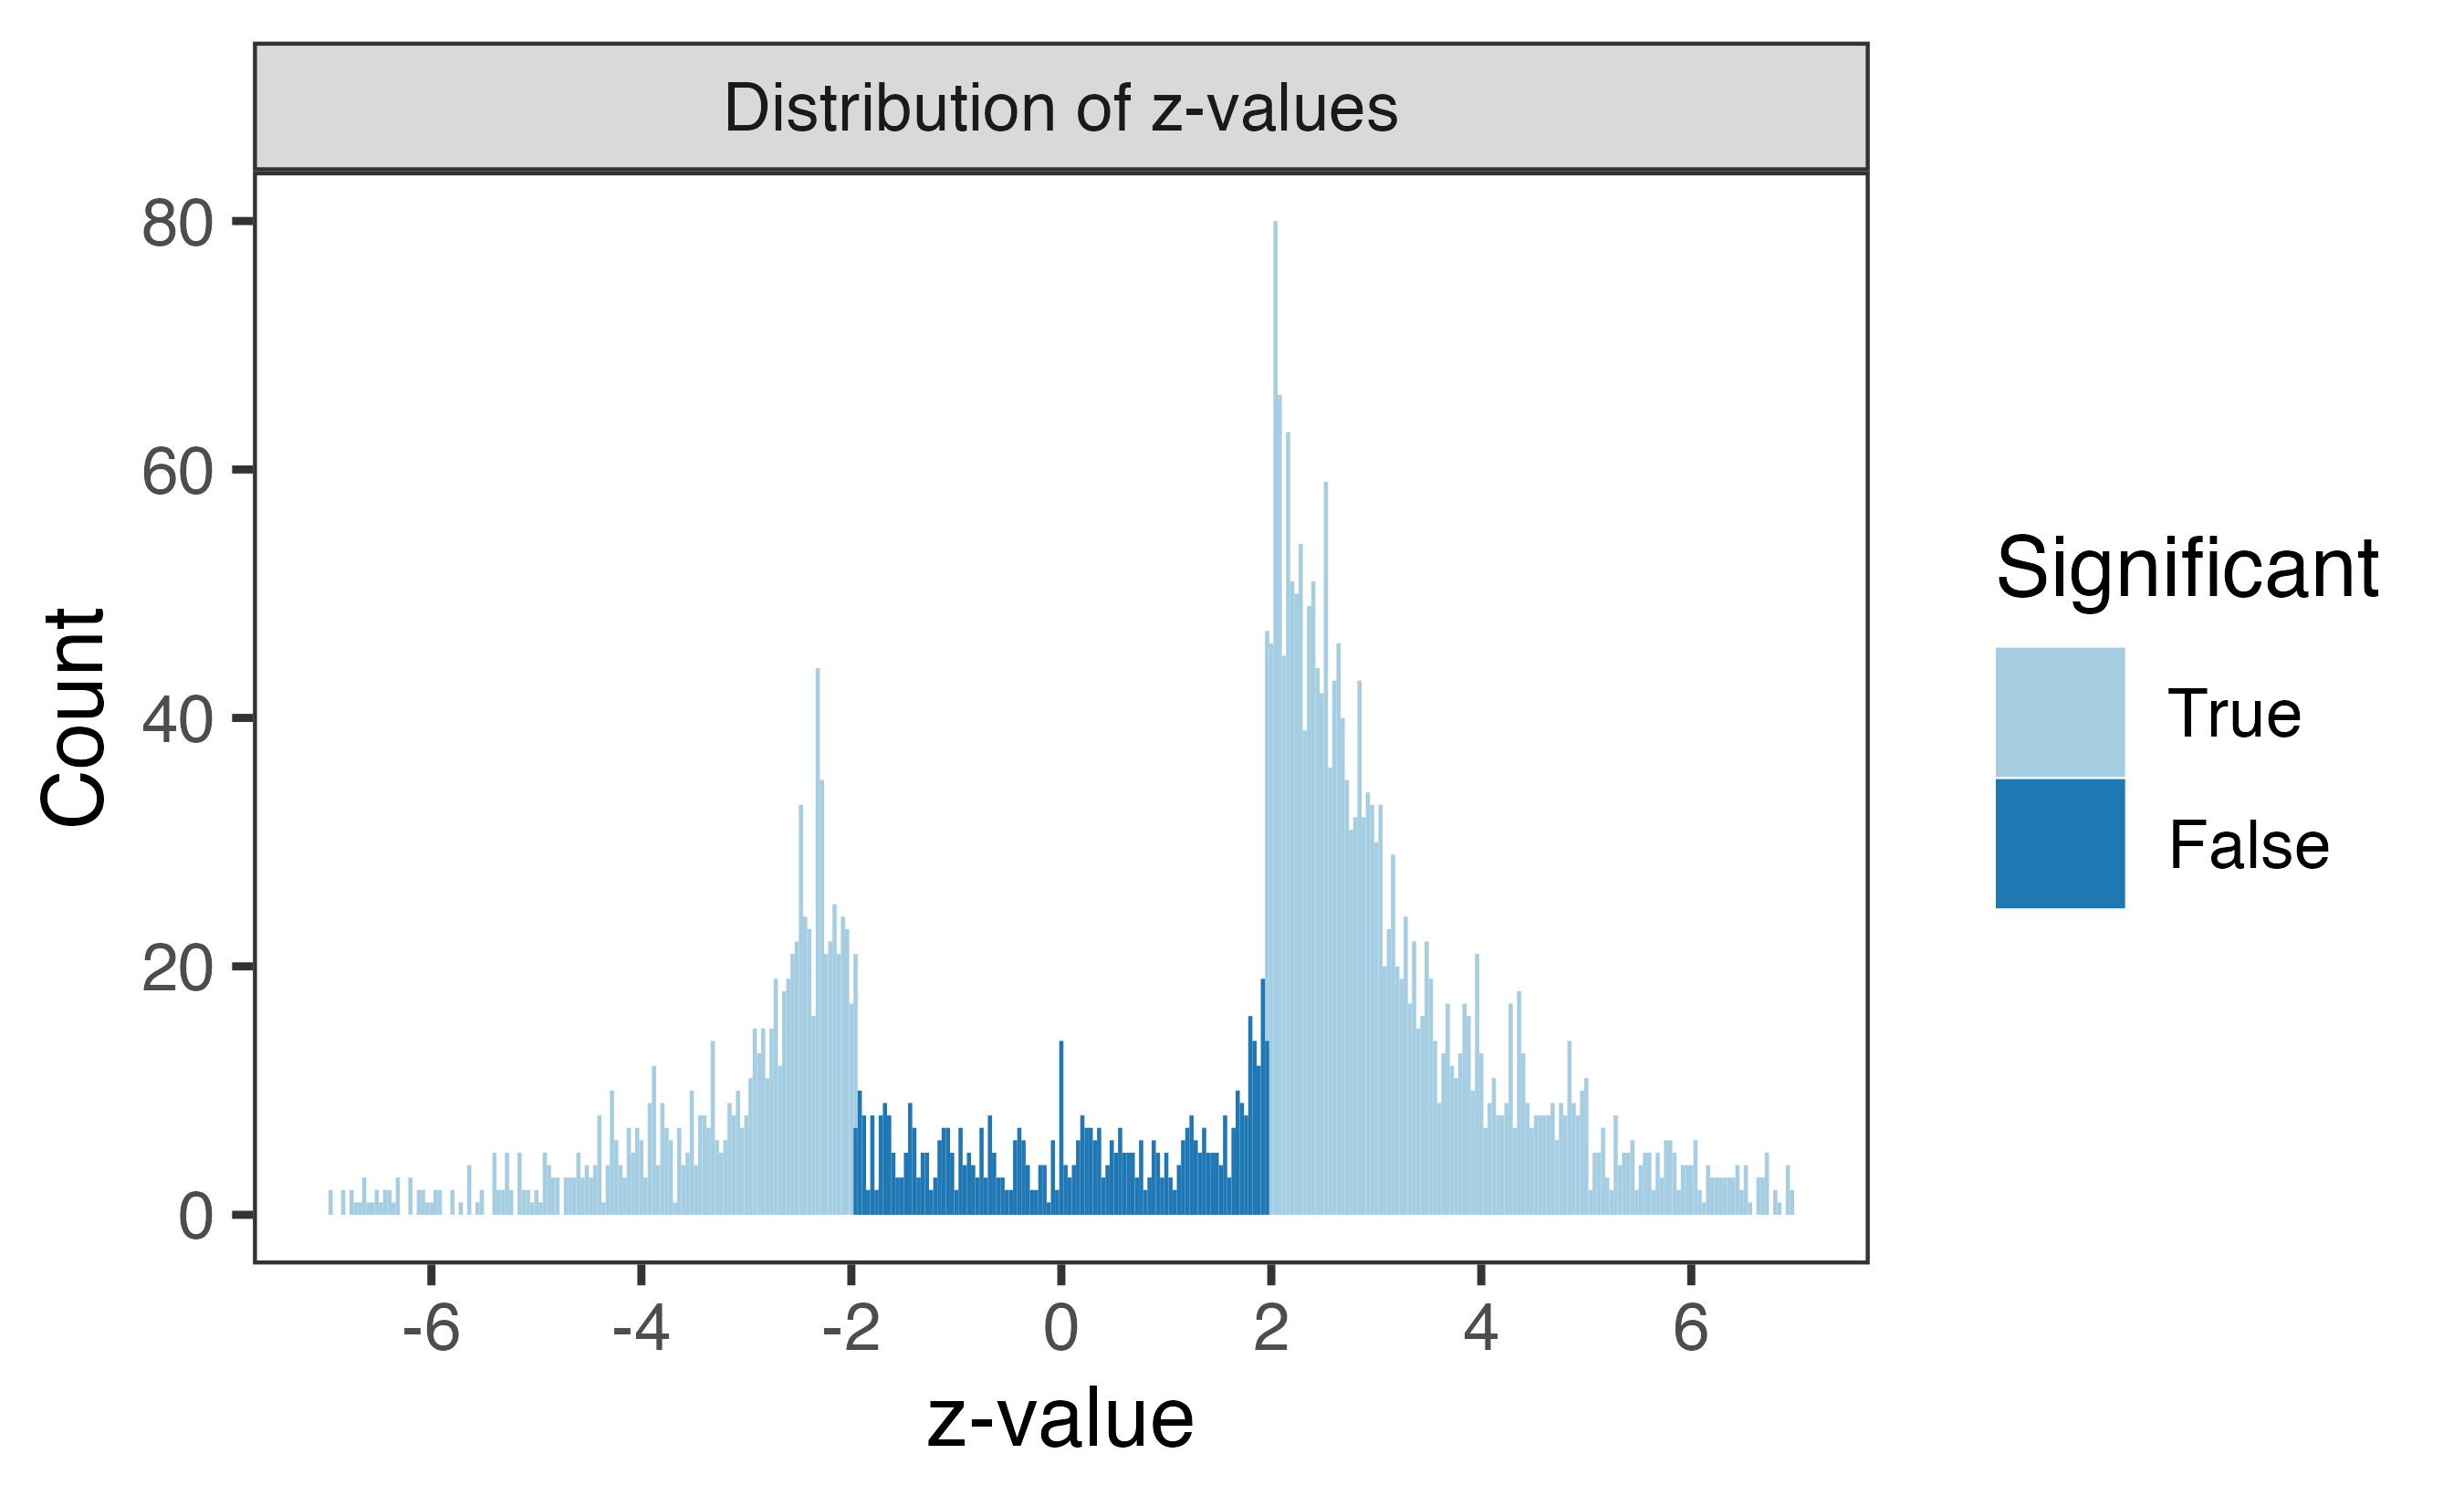 Distribution of z-values
80
60
40
20
0
Count
-6 -4 -2 0 2 4 6
z-value
Significant
True
False